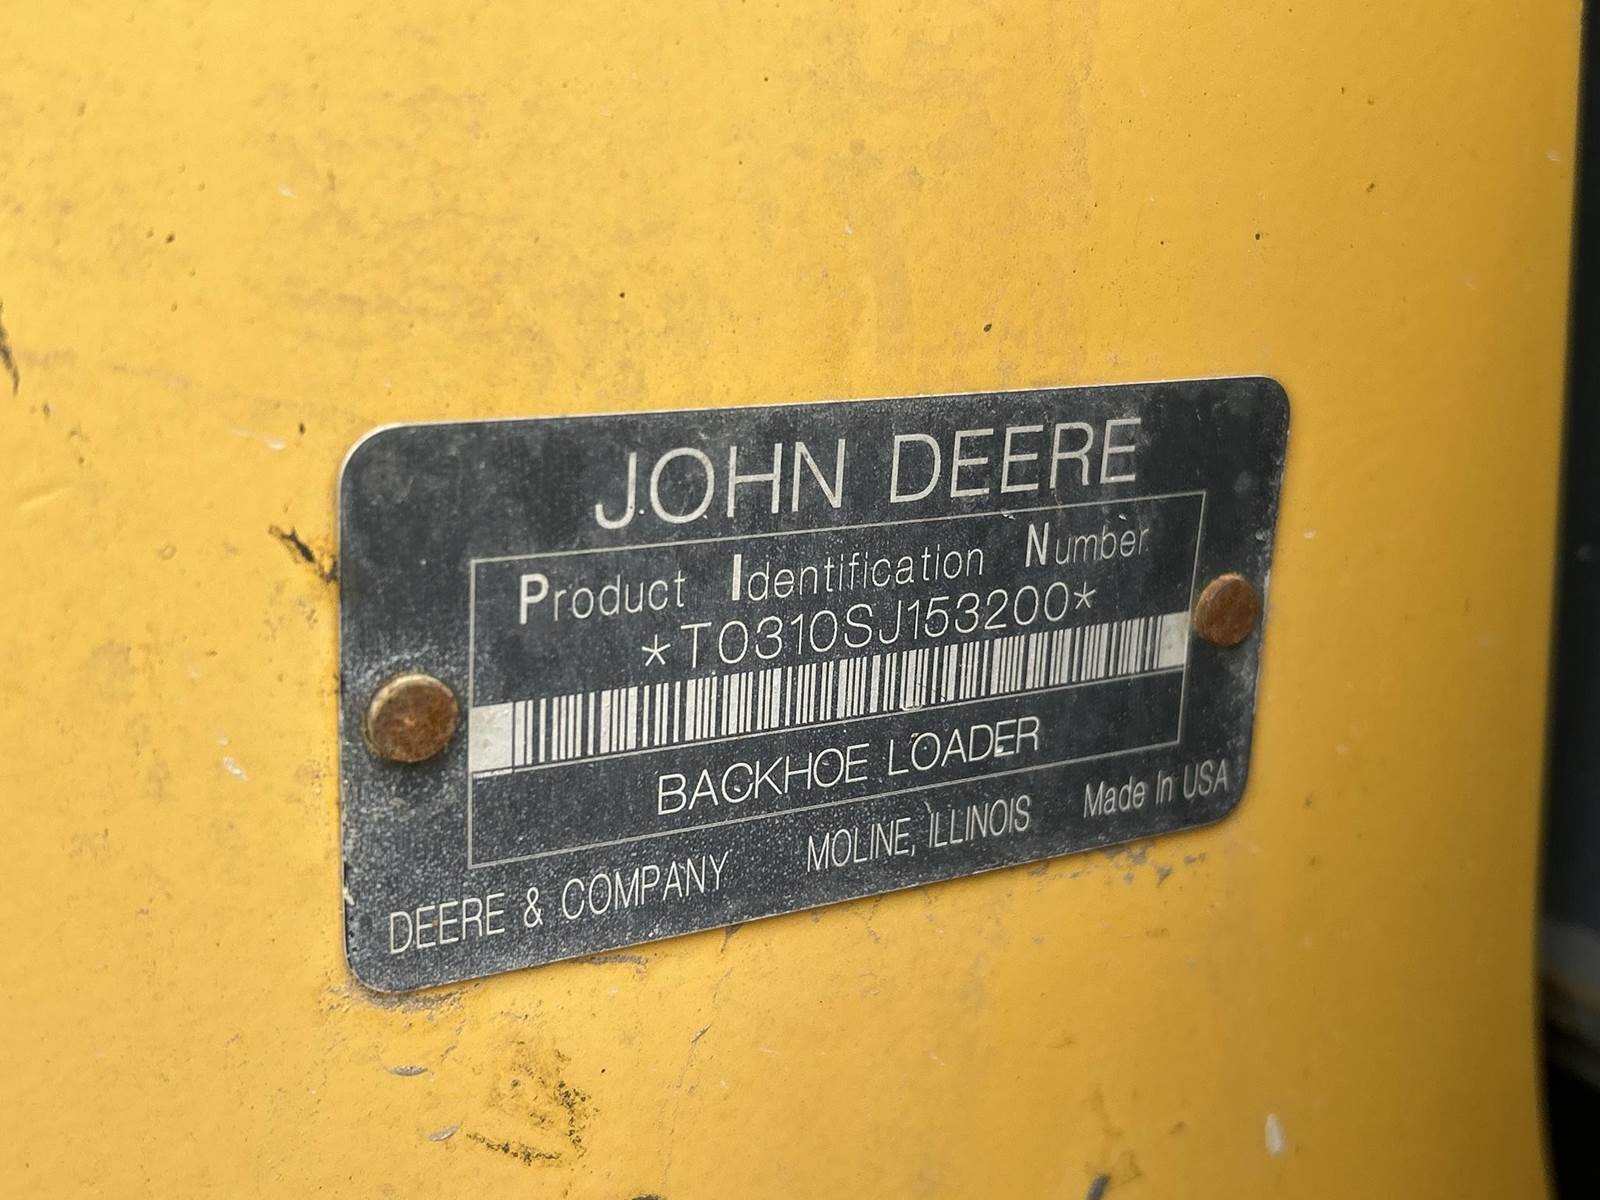 JOHN DEERE
Product Identification Number
*T0310SJ153200*
BACKHOE LOADER
DEERE & COMPANY MOLINE, ILLINOIS Made In USA